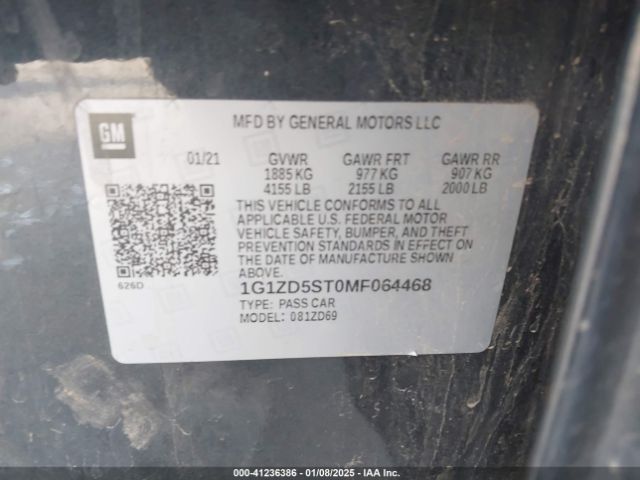 GM
MFD BY GENERAL MOTORS LLC
01/21 GVWR GAWR FRT GAWR RR
1885 KG 977 KG 907 KG
4155 LB 2155 LB 2000 LB
THIS VEHICLE CONFORMS TO ALL
APPLICABLE U.S. FEDERAL MOTOR
VEHICLE SAFETY, BUMPER, AND THEFT
PREVENTION STANDARDS IN EFFECT ON
THE DATE OF MANUFACTURE SHOWN
ABOVE.
626D
1G1ZD5ST0MF064468
TYPE: PASS CAR
MODEL: 081ZD69
000-41236386 - 01/08/2025 - IAA Inc.